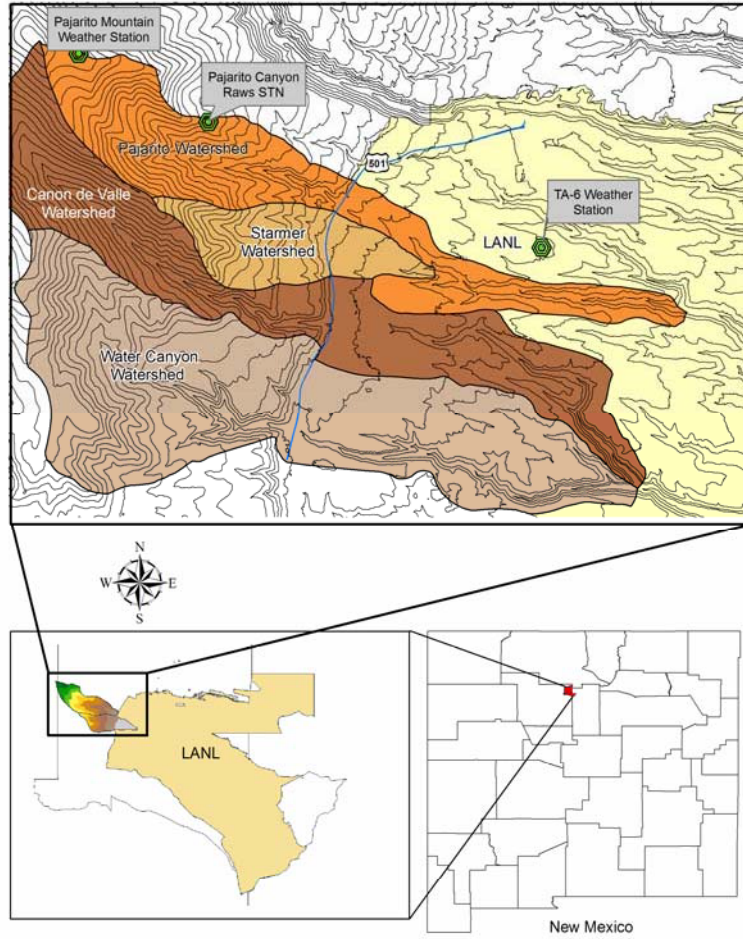 Pajarito Mountain
Weather Station
Pajarito Canyon
Raws STN
Pajarito Watershed
501
Canon de Valle
Watershed
TA-6 Weather
Station
Starmer
Watershed
LANL
Water Canyon
Watershed
N
W E
S
LANL
New Mexico